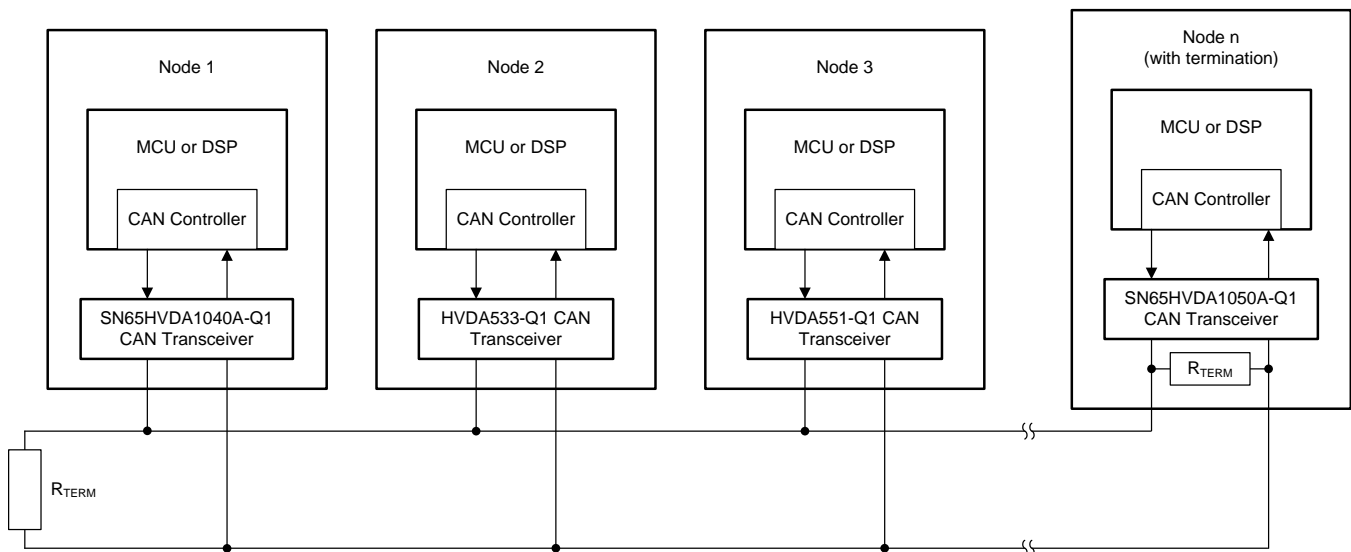 Node 1
MCU or DSP
CAN Controller
SN65HVDA1040A-Q1
CAN Transceiver
Node 2
MCU or DSP
CAN Controller
HVDA533-Q1 CAN
Transceiver
Node 3
MCU or DSP
CAN Controller
HVDA551-Q1 CAN
Transceiver
Node n
(with termination)
MCU or DSP
CAN Controller
SN65HVDA1050A-Q1
CAN Transceiver
RTERM
RTERM